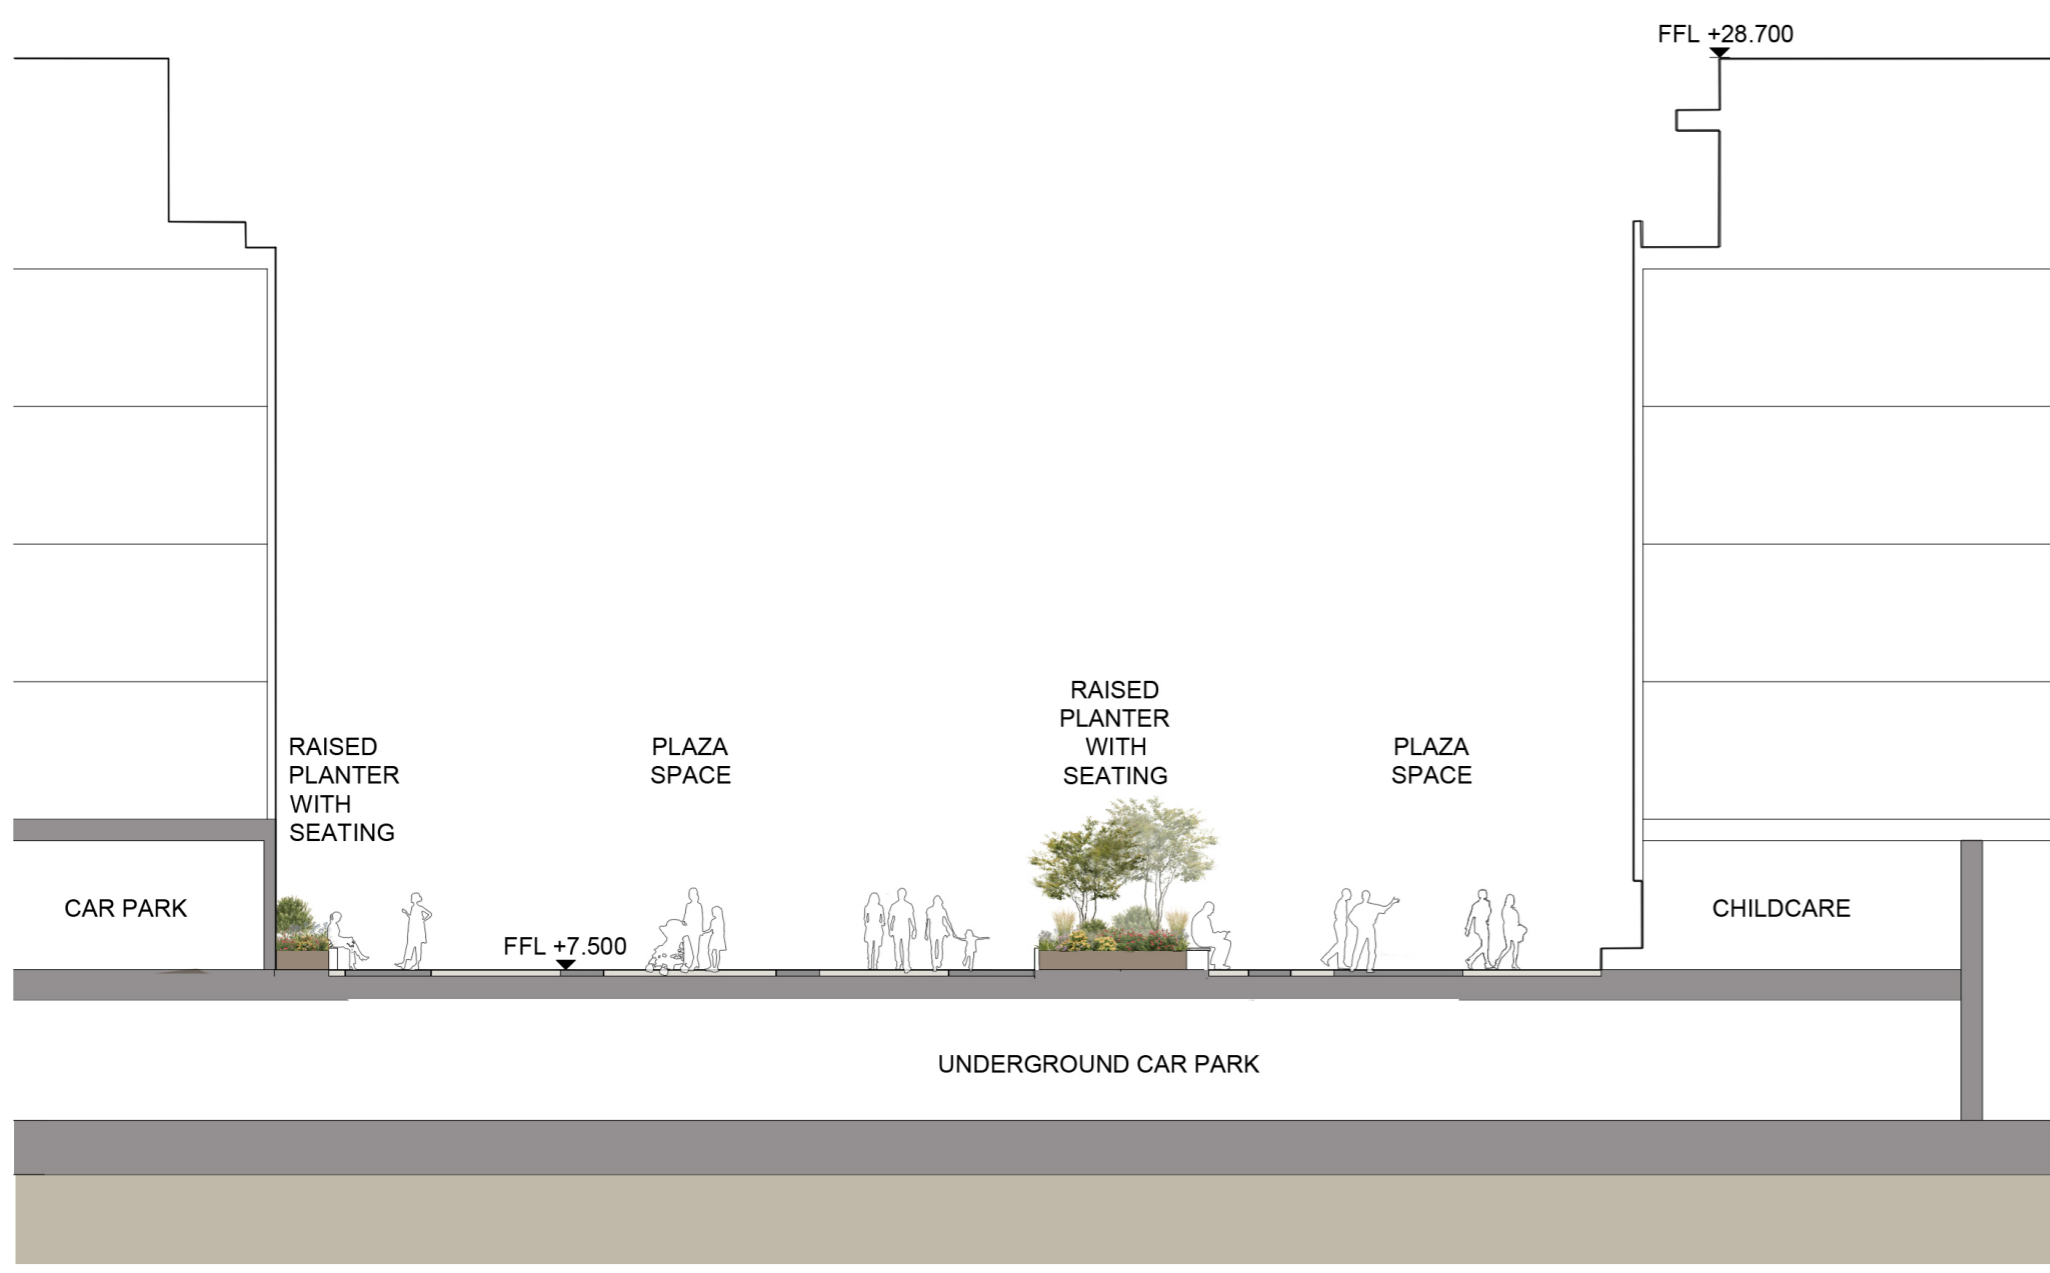 FFL +28.700
RAISED
PLANTER
WITH
SEATING
PLAZA
SPACE
RAISED
PLANTER
WITH
SEATING
PLAZA
SPACE
CAR PARK
FFL +7.500
CHILDCARE
UNDERGROUND CAR PARK